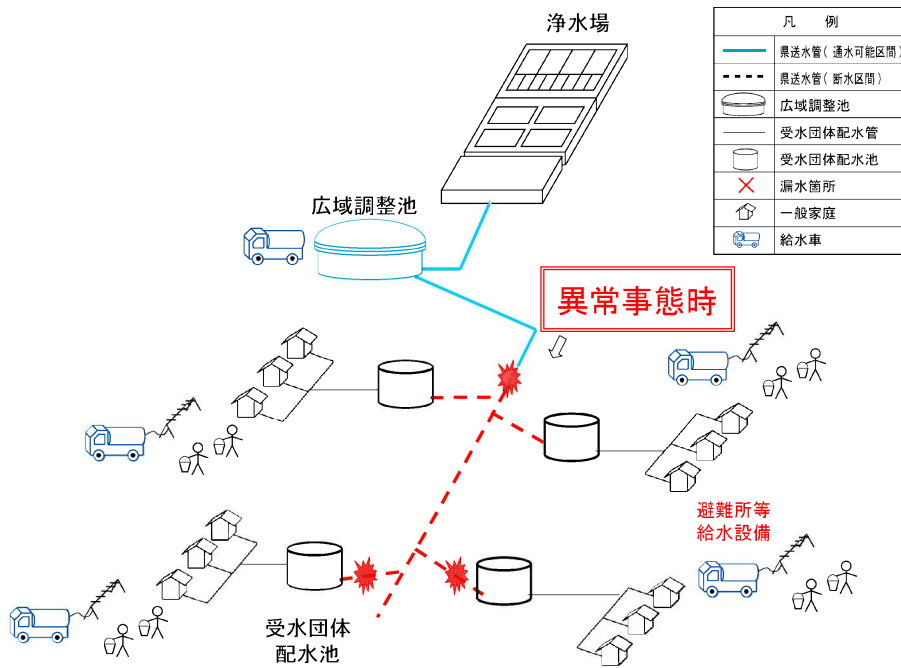 浄水場
凡 例
県送水管(通水可能区間)
県送水管(断水区間)
広域調整池
受水団体配水管
受水団体配水池
漏水箇所
一般家庭
給水車
広域調整池
異常事態時
避難所等
給水設備
受水団体
配水池